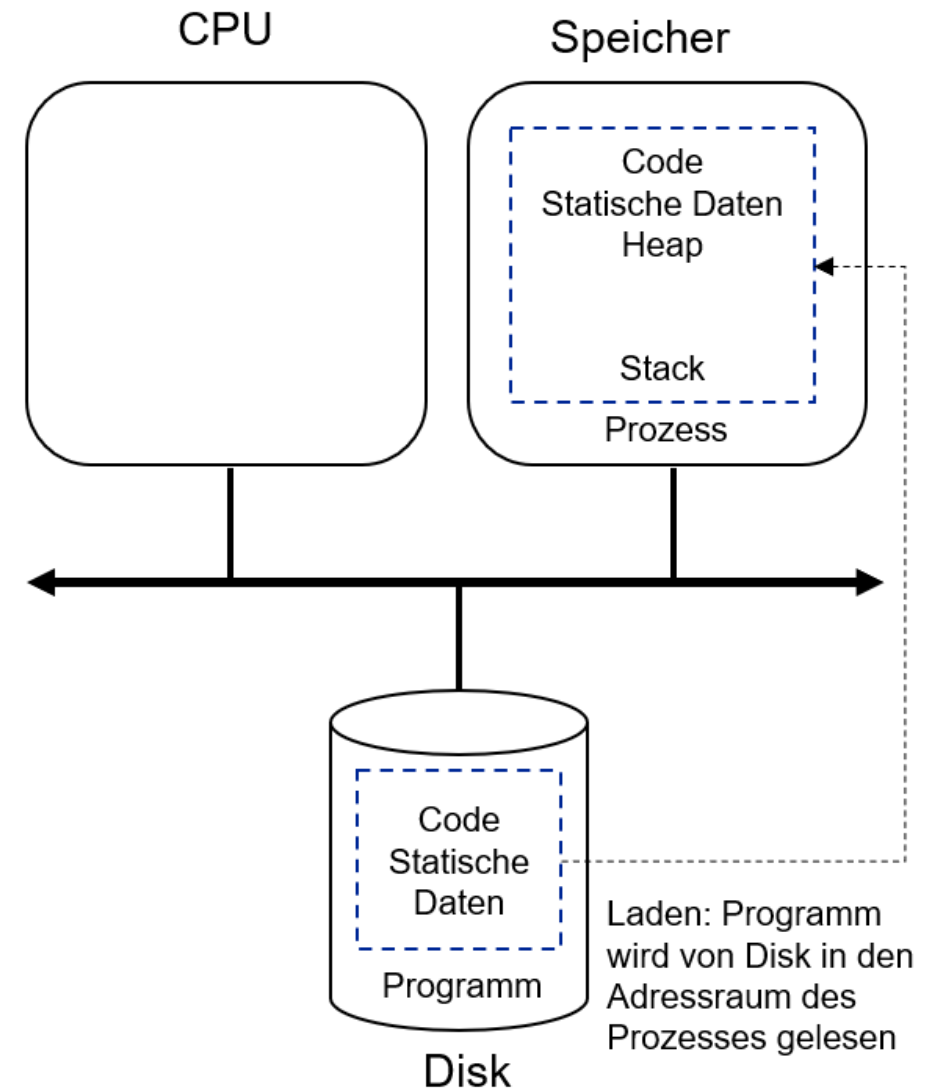 CPU
Speicher
Code
Statische Daten
Heap
Stack
Prozess
Code
Statische
Daten
Programm
Disk
Laden: Programm
wird von Disk in den
Adressraum des
Prozesses gelesen